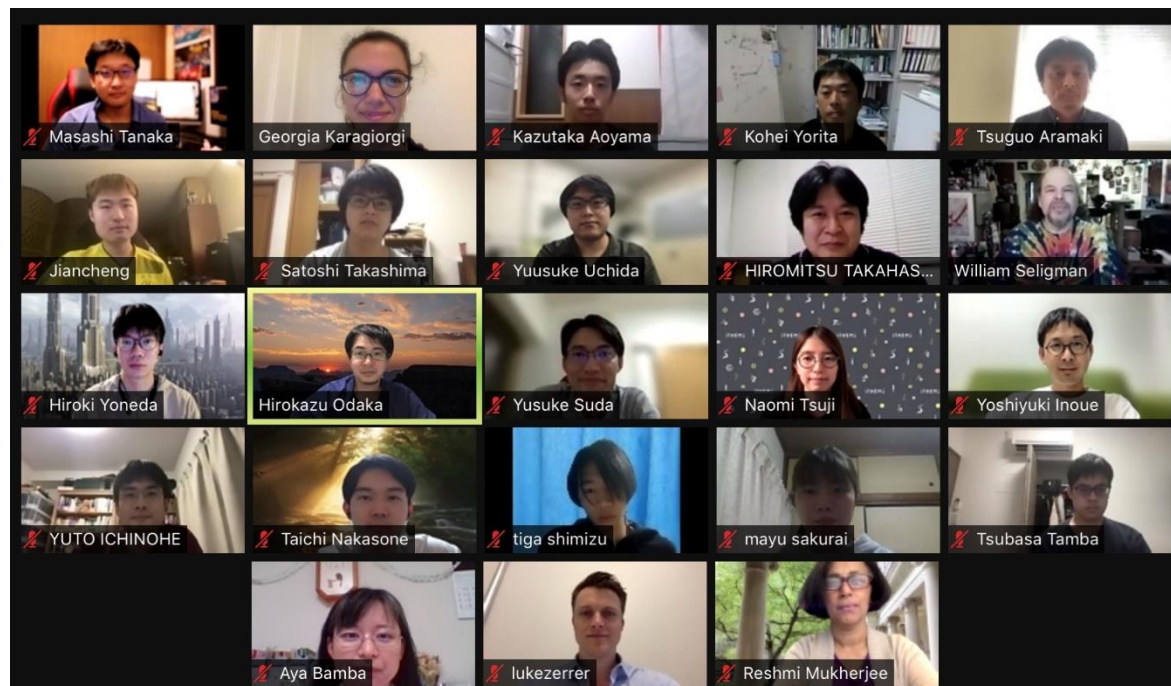 Masashi Tanaka
Georgia Karagiorgi
Kazutaka Aoyama
Kohei Yorita
Tsuguo Aramaki
Jiancheng
Satoshi Takashima
Yuusuke Uchida
HIROMITSU TAKAHAS...
William Seligman
Hiroki Yoneda
Hirokazu Odaka
Yusuke Suda
Naomi Tsuji
Yoshiyuki Inoue
YUTO ICHINOHE
Taichi Nakasone
tiga shimizu
mayu sakurai
Tsubasa Tamba
Aya Bamba
lukezerrer
Reshmi Mukherjee